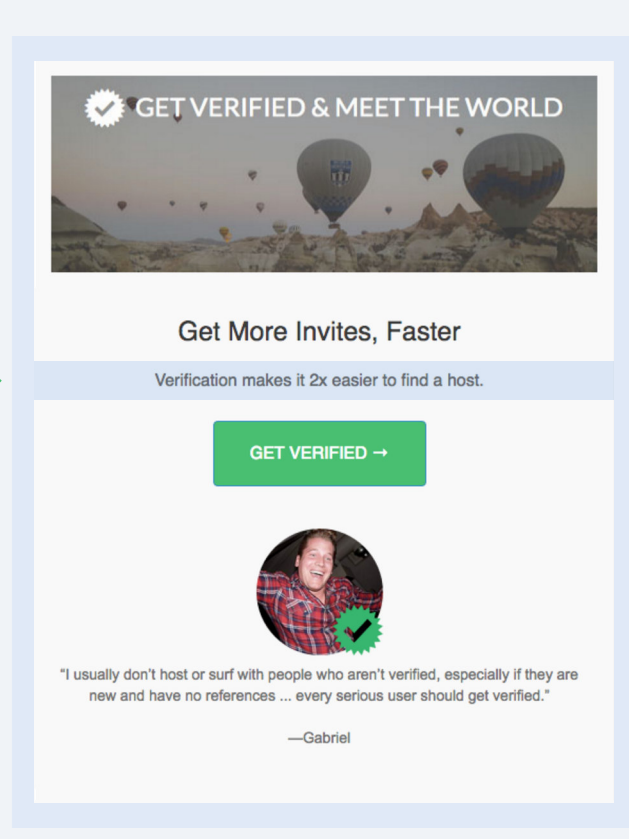 GET VERIFIED & MEET THE WORLD
Get More Invites, Faster
Verification makes it 2x easier to find a host.
GET VERIFIED →
“I usually don’t host or surf with people who aren’t verified, especially if they are
new and have no references ... every serious user should get verified.”
—Gabriel